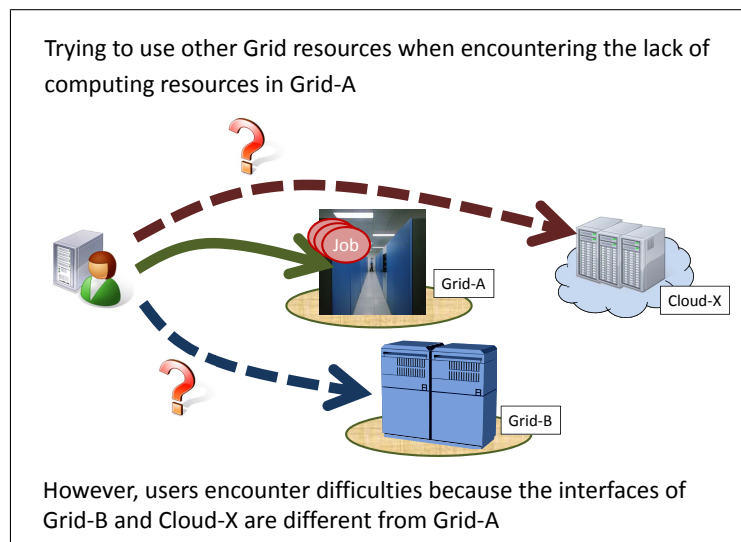 Trying to use other Grid resources when encountering the lack of
computing resources in Grid-A
?
Job
Grid-A
Cloud-X
?
Grid-B
However, users encounter difficulties because the interfaces of
Grid-B and Cloud-X are different from Grid-A